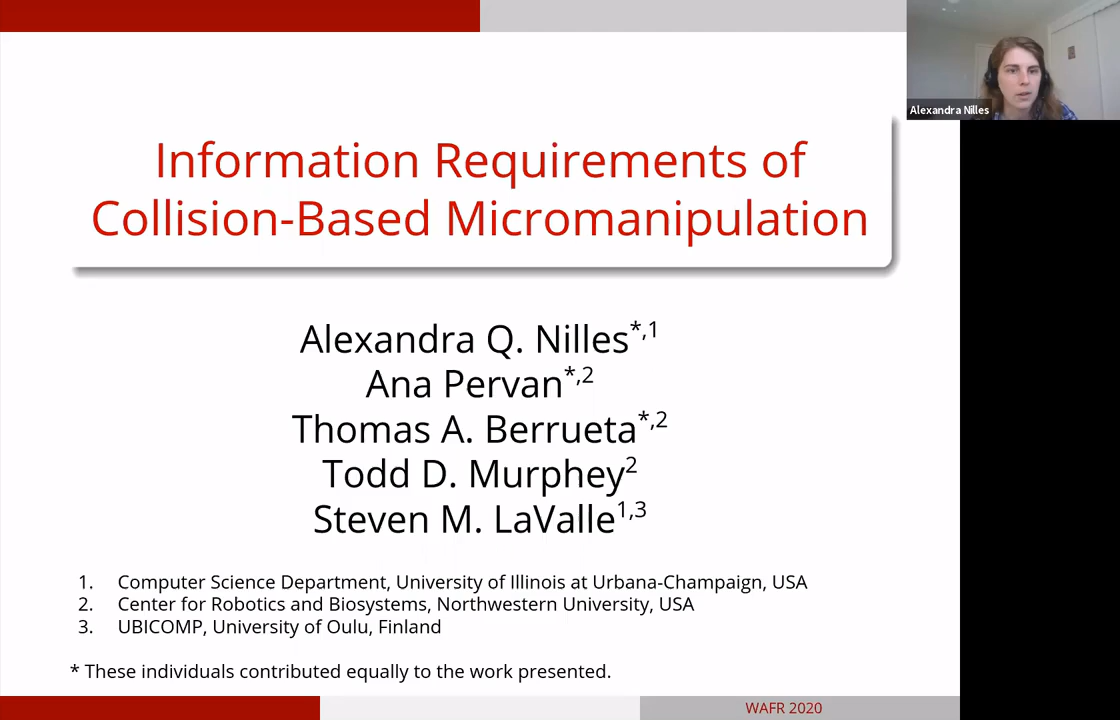 Information Requirements of
Collision-Based Micromanipulation
Alexandra Nilles
Alexandra Q. Nilles*,1
Ana Pervan*,2
Thomas A. Berrueta*,2
Todd D. Murphey2
Steven M. LaValle1,3
1. Computer Science Department, University of Illinois at Urbana-Champaign, USA
2. Center for Robotics and Biosystems, Northwestern University, USA
3. UBICOMP, University of Oulu, Finland
* These individuals contributed equally to the work presented.
WAFR 2020